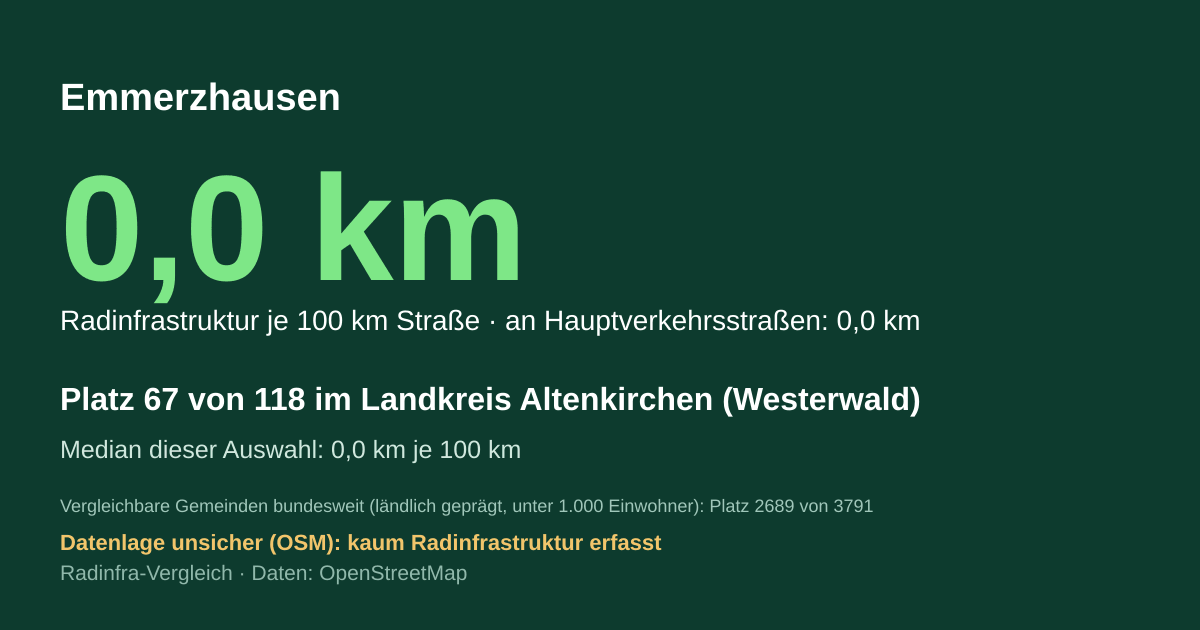 Emmerzhausen
0,0 km
Radinfrastruktur je 100 km Straße · an Hauptverkehrsstraßen: 0,0 km
Platz 67 von 118 im Landkreis Altenkirchen (Westerwald)
Median dieser Auswahl: 0,0 km je 100 km
Vergleichbare Gemeinden bundesweit (ländlich geprägt, unter 1.000 Einwohner): Platz 2689 von 3791
Datenlage unsicher (OSM): kaum Radinfrastruktur erfasst
Radinfra-Vergleich · Daten: OpenStreetMap